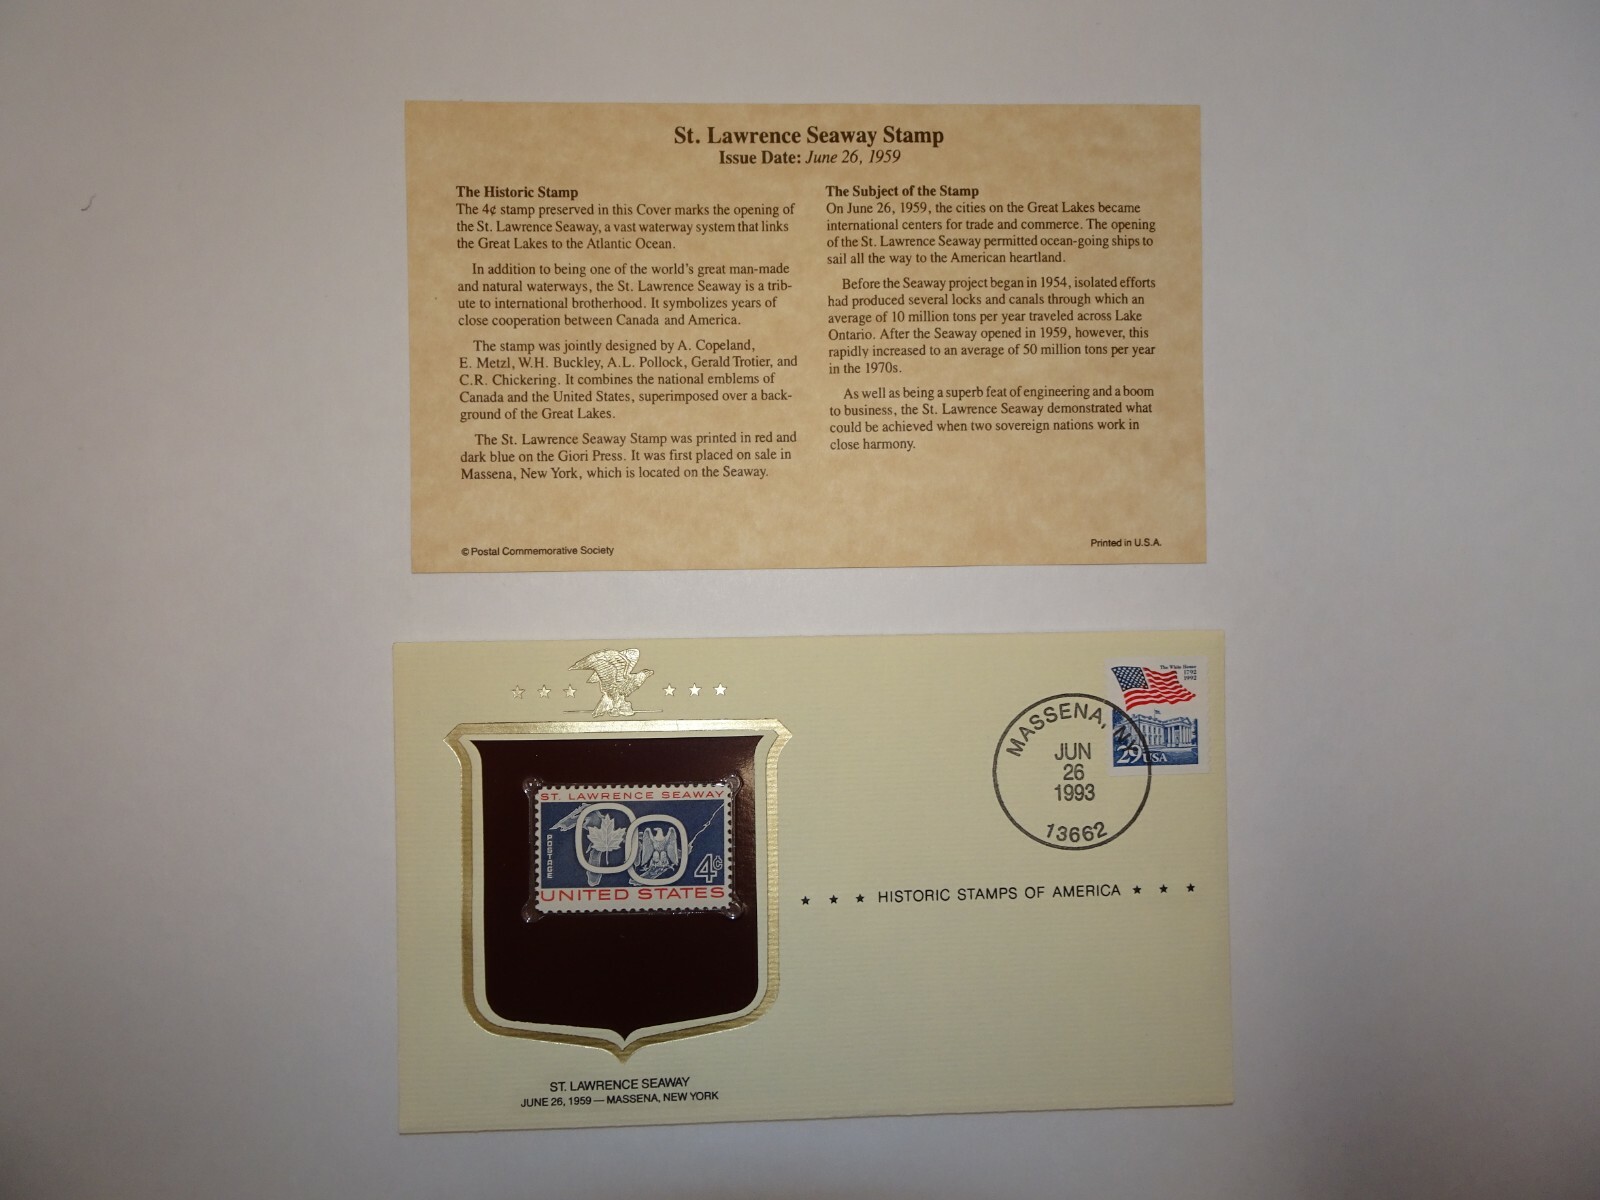 St. Lawrence Seaway Stamp
Issue Date: June 26, 1959
The Historic Stamp
The 4¢ stamp preserved in this Cover marks the opening of
the St. Lawrence Seaway, a vast waterway system that links
the Great Lakes to the Atlantic Ocean.
In addition to being one of the world's great man-made
and natural waterways, the St. Lawrence Seaway is a trib-
ute to international brotherhood. It symbolizes years of
close cooperation between Canada and America.
The stamp was jointly designed by A. Copeland,
E. Metzl, W.H. Buckley, A.L. Pollock, Gerald Trotier, and
C.R. Chickering. It combines the national emblems of
Canada and the United States, superimposed over a back-
ground of the Great Lakes.
The St. Lawrence Seaway Stamp was printed in red and
dark blue on the Giori Press. It was first placed on sale in
Massena, New York, which is located on the Seaway.
© Postal Commemorative Society
The Subject of the Stamp
On June 26, 1959, the cities on the Great Lakes became
international centers for trade and commerce. The opening
of the St. Lawrence Seaway permitted ocean-going ships to
sail all the way to the American heartland.
Before the Seaway project began in 1954, isolated efforts
had produced several locks and canals through which an
average of 10 million tons per year traveled across Lake
Ontario. After the Seaway opened in 1959, however, this
rapidly increased to an average of 50 million tons per year
in the 1970s.
As well as being a superb feat of engineering and a boom
to business, the St. Lawrence Seaway demonstrated what
could be achieved when two sovereign nations work in
close harmony.
Printed in U.S.A.
ST. LAWRENCE SEAWAY
POSTAGE
4¢
UNITED STATES
ST. LAWRENCE SEAWAY
JUNE 26, 1959 — MASSENA, NEW YORK
The White House
1792
1992
29 USA
MASSENA, NY
JUN
26
1993
13662
★ ★ ★ HISTORIC STAMPS OF AMERICA ★ ★ ★